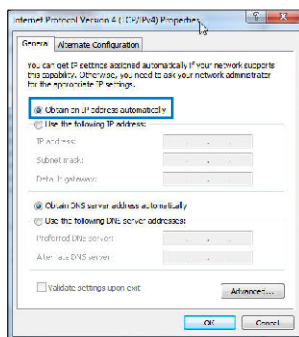 Internet Protocol Version 4 (TCP/IPv4) Properties
General
Alternate Configuration
You can get IP settings assigned automatically if your network supports
this capability. Otherwise, you need to ask your network administrator
for the appropriate IP settings.
Obtain an IP address automatically
Use the following IP address:
IP address:
Subnet mask:
Default gateway:
Obtain DNS server address automatically
Use the following DNS server addresses:
Preferred DNS server:
Alternate DNS server:
Validate settings upon exit
Advanced...
OK
Cancel